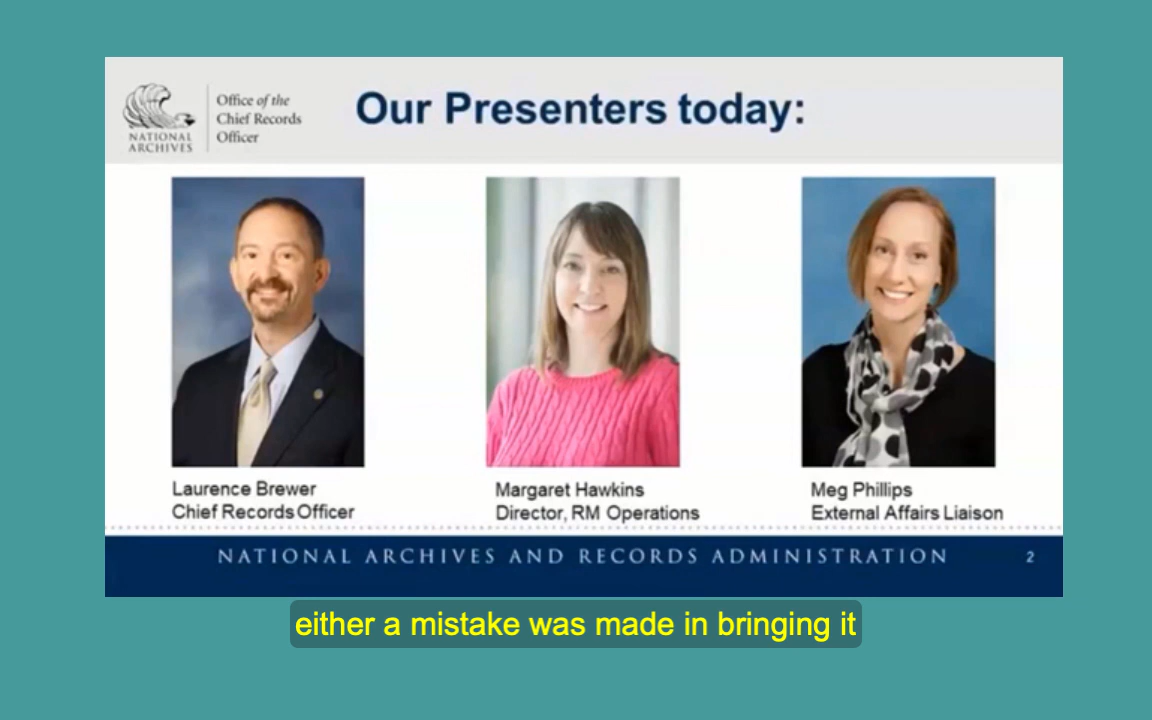 Office of the
Chief Records
Officer
NATIONAL
ARCHIVES
Our Presenters today:
Laurence Brewer
Chief Records Officer
Margaret Hawkins
Director, RM Operations
Meg Phillips
External Affairs Liaison
NATIONAL ARCHIVES AND RECORDS ADMINISTRATION
2
either a mistake was made in bringing it